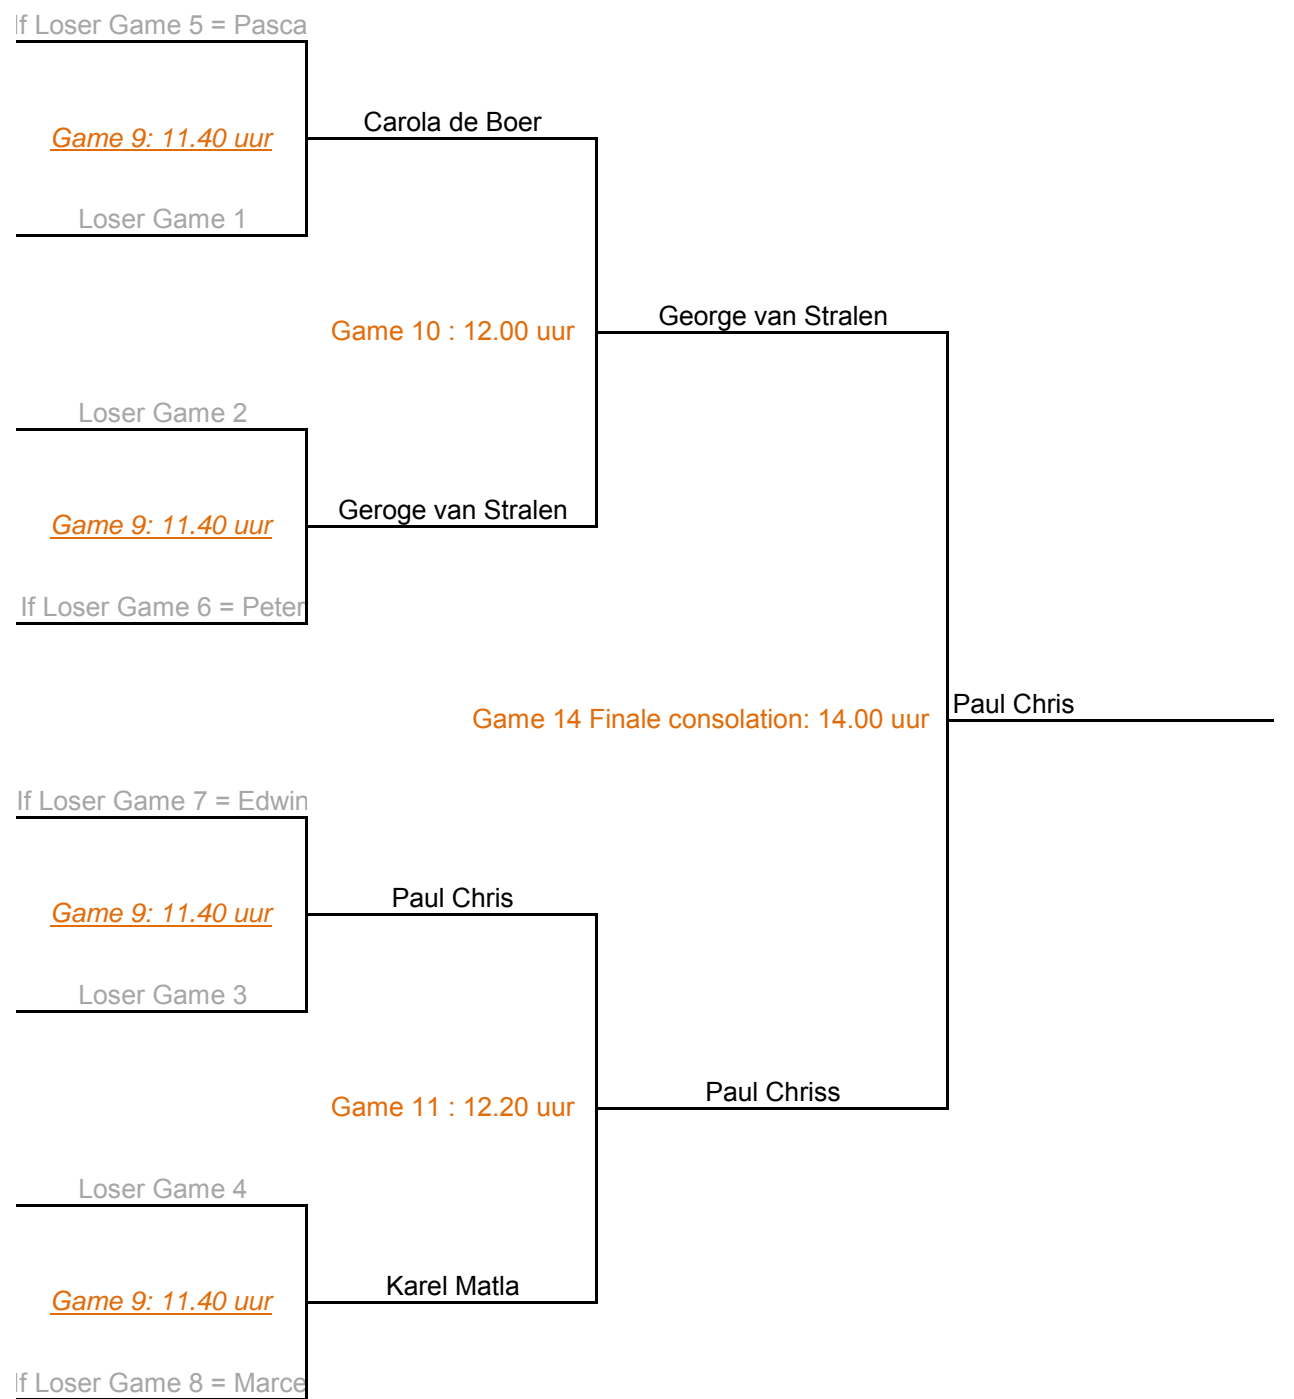 If Loser Game 5 = Pasca
Carola de Boer
Game 9: 11.40 uur
Loser Game 1
George van Stralen
Game 10 : 12.00 uur
Loser Game 2
Geroge van Stralen
Game 9: 11.40 uur
If Loser Game 6 = Peter
Paul Chris
Game 14 Finale consolation: 14.00 uur
If Loser Game 7 = Edwin
Paul Chris
Game 9: 11.40 uur
Loser Game 3
Paul Chriss
Game 11 : 12.20 uur
Loser Game 4
Karel Matla
Game 9: 11.40 uur
If Loser Game 8 = Marce